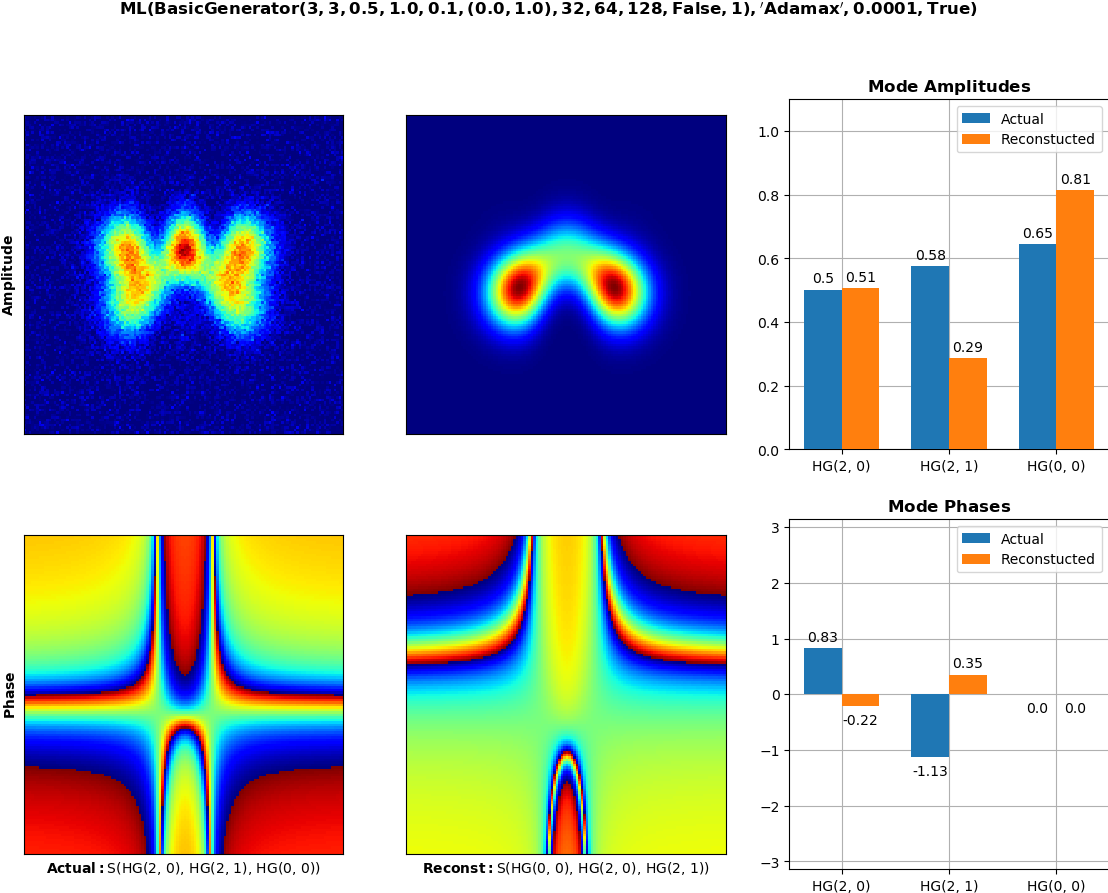 ML(BasicGenerator(3, 3, 0.5, 1.0, 0.1, (0.0, 1.0), 32, 64, 128, False, 1), ′Adamax′, 0.0001, True)
Amplitude
Mode Amplitudes
Actual
Reconstucted
1.0
0.8
0.6
0.4
0.2
0.0
0.5
0.51
0.58
0.29
0.65
0.81
HG(2, 0)
HG(2, 1)
HG(0, 0)
Phase
Actual: S(HG(2, 0), HG(2, 1), HG(0, 0))
Reconst: S(HG(0, 0), HG(2, 0), HG(2, 1))
Mode Phases
Actual
Reconstucted
3
2
1
0
−1
−2
−3
0.83
-0.22
-1.13
0.35
0.0
0.0
HG(2, 0)
HG(2, 1)
HG(0, 0)